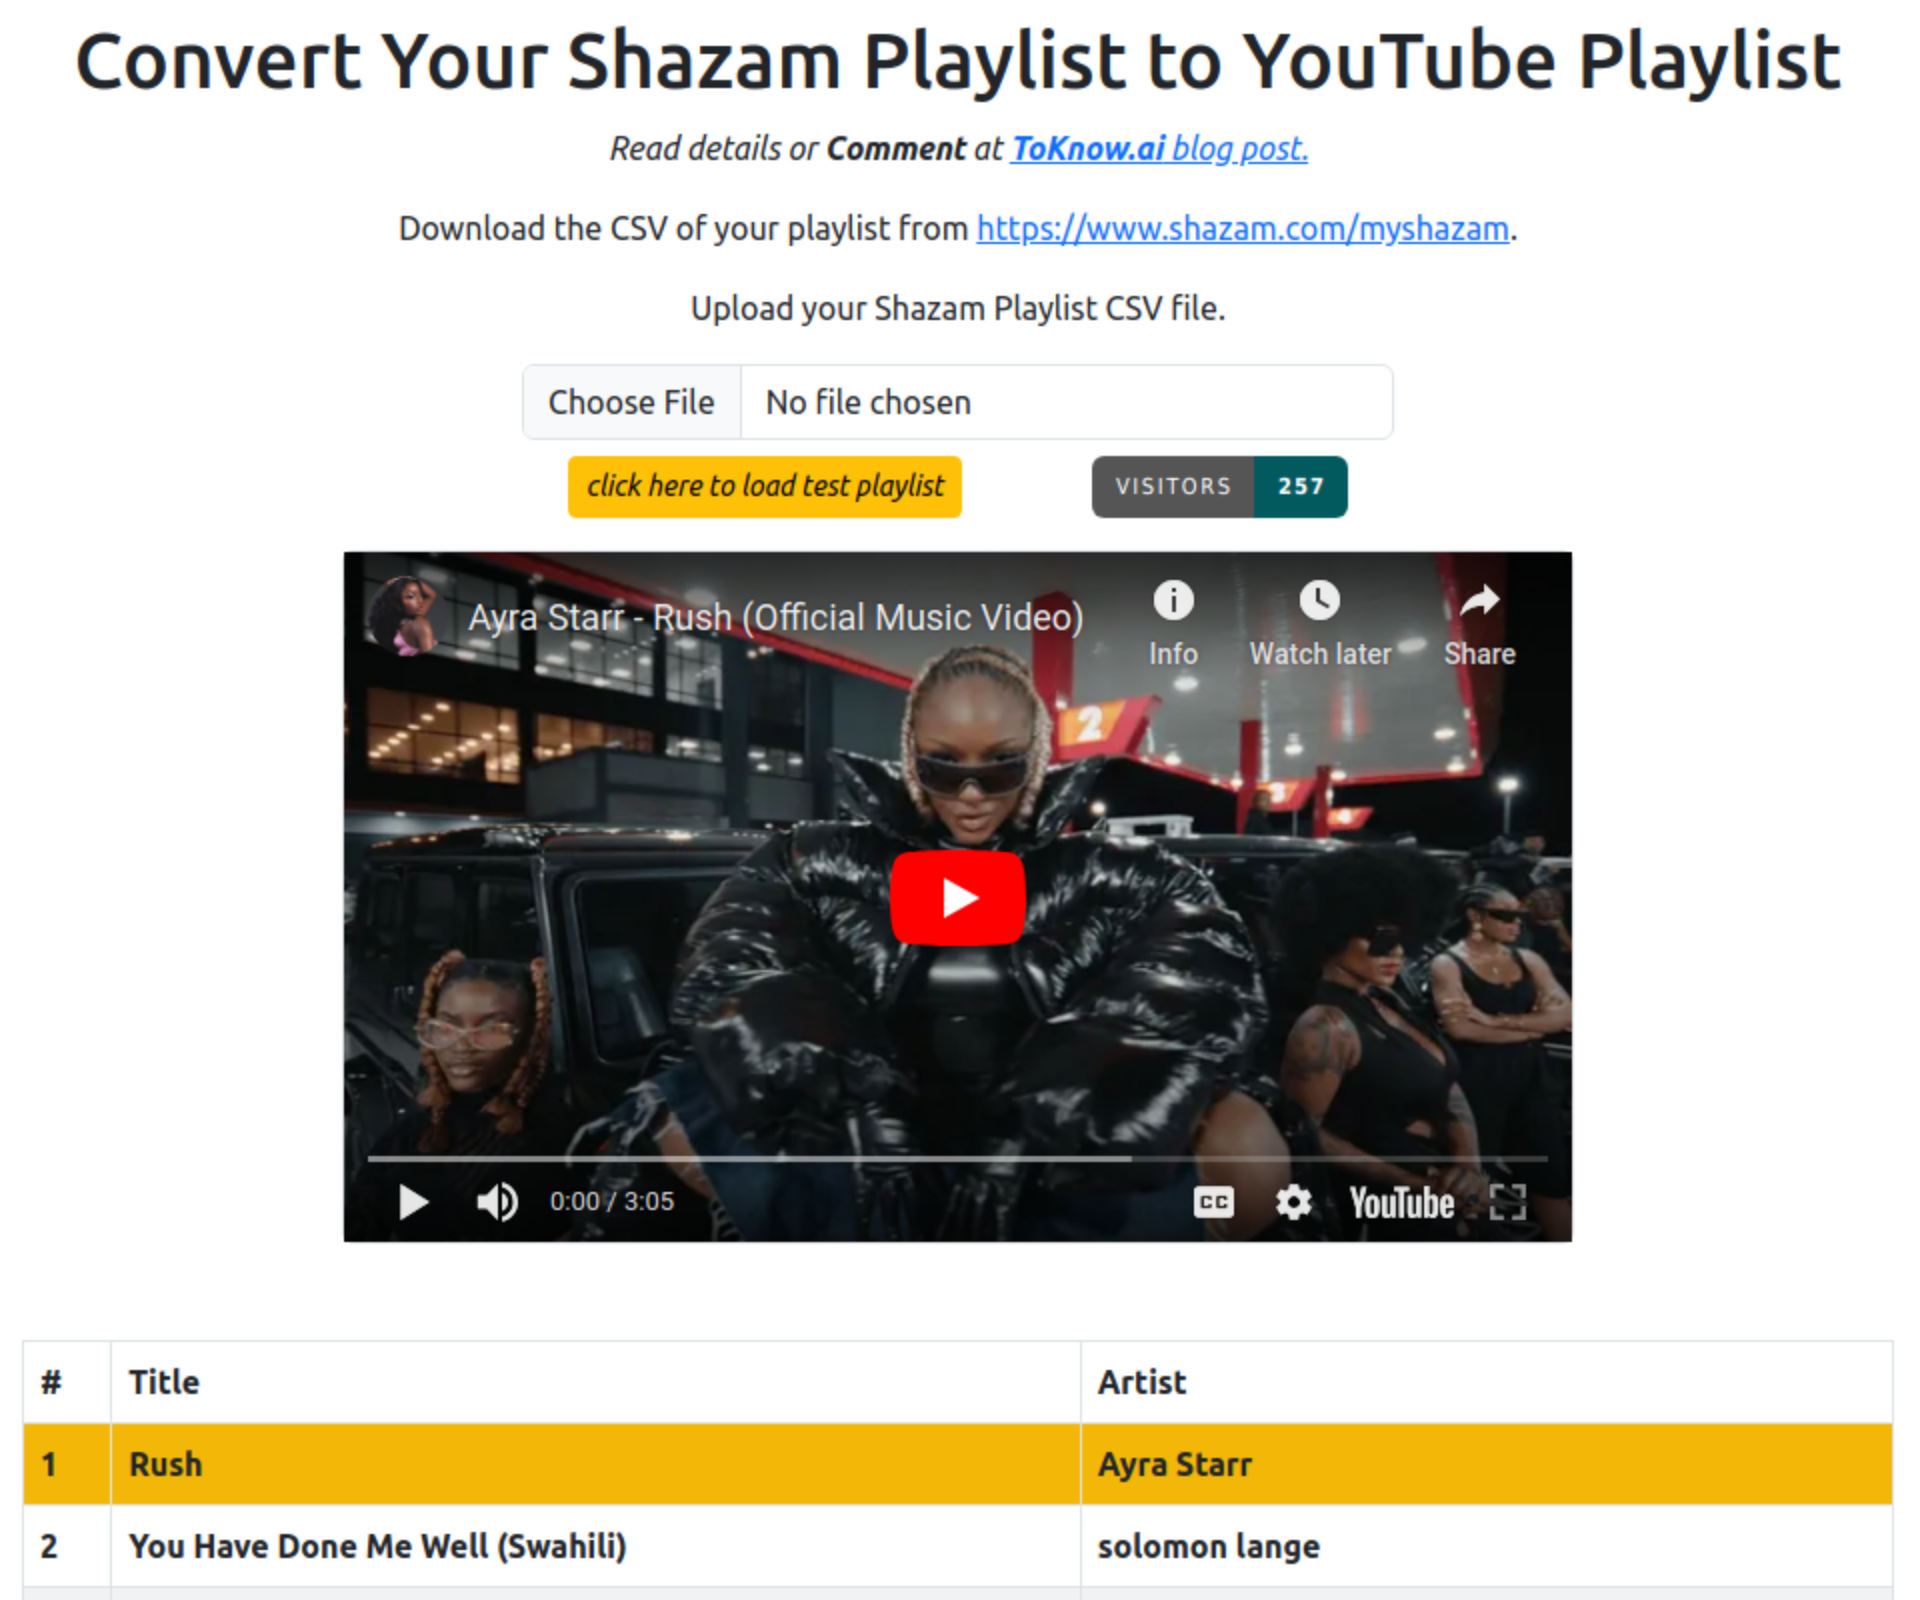 Convert Your Shazam Playlist to YouTube Playlist
Read details or Comment at ToKnow.ai blog post.
Download the CSV of your playlist from https://www.shazam.com/myshazam.
Upload your Shazam Playlist CSV file.
Choose File No file chosen
click here to load test playlist VISITORS 257
Ayra Starr - Rush (Official Music Video) Info Watch later Share
2
3
4
0:00 / 3:05 CC YouTube
# Title Artist
1 Rush Ayra Starr
2 You Have Done Me Well (Swahili) solomon lange